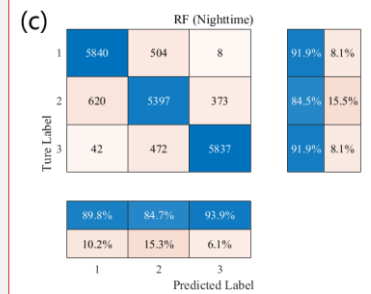 (c)
RF (Nighttime)
1 5840 504 8 91.9% 8.1%
2 620 5397 373 84.5% 15.5%
3 42 472 5837 91.9% 8.1%
Ture Label
89.8% 84.7% 93.9%
10.2% 15.3% 6.1%
1 2 3
Predicted Label